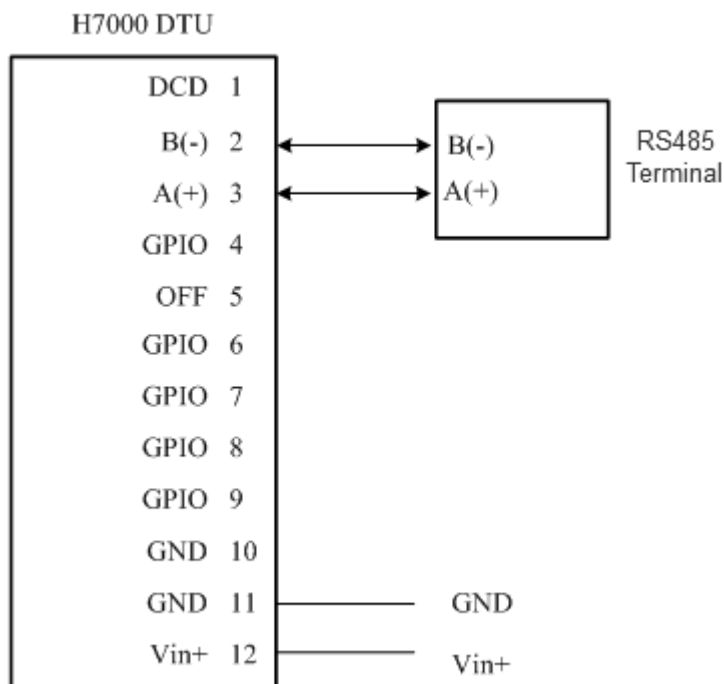 H7000 DTU
DCD 1
B(-) 2
A(+) 3
GPIO 4
OFF 5
GPIO 6
GPIO 7
GPIO 8
GPIO 9
GND 10
GND 11
Vin+ 12
B(-)
A(+)
RS485
Terminal
GND
Vin+